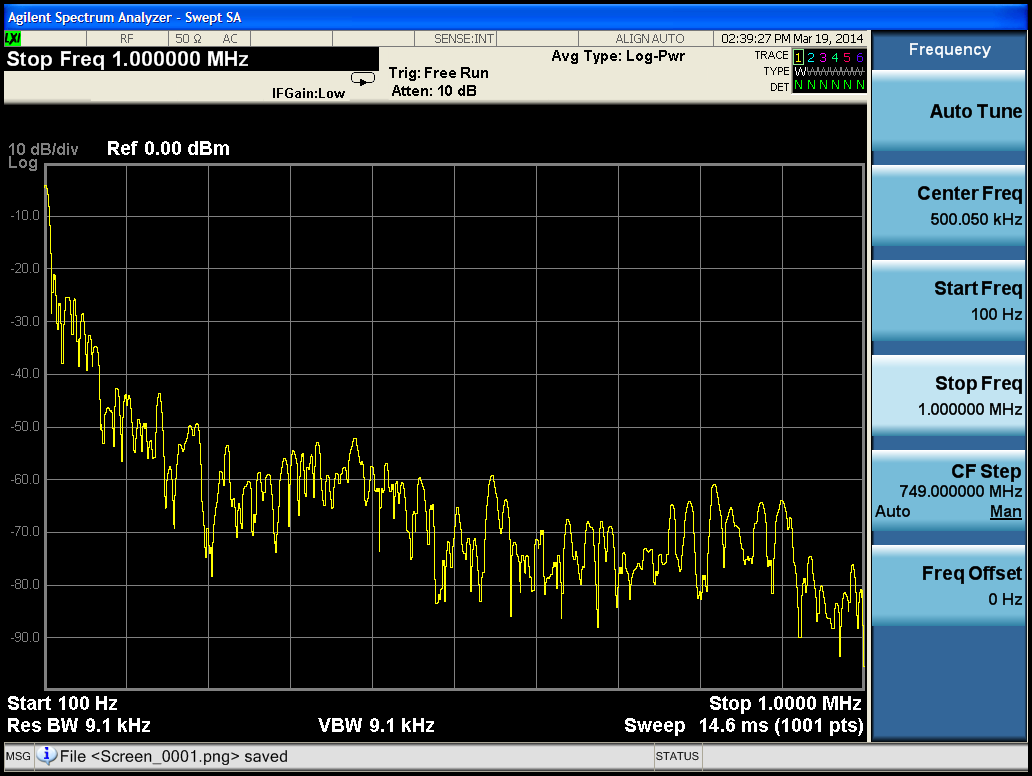 Agilent Spectrum Analyzer - Swept SA
LXI RF 50 Ω AC SENSE:INT ALIGN AUTO 02:39:27 PM Mar 19, 2014
Stop Freq 1.000000 MHz
IFGain:Low
Trig: Free Run
Atten: 10 dB
Avg Type: Log-Pwr
TRACE 1 2 3 4 5 6
TYPE W
DET N N N N N N
10 dB/div
Log
Ref 0.00 dBm
-10.0
-20.0
-30.0
-40.0
-50.0
-60.0
-70.0
-80.0
-90.0
Start 100 Hz
Stop 1.0000 MHz
Res BW 9.1 kHz
VBW 9.1 kHz
Sweep 14.6 ms (1001 pts)
MSG File <Screen_0001.png> saved
STATUS
Frequency
Auto Tune
Center Freq
500.050 kHz
Start Freq
100 Hz
Stop Freq
1.000000 MHz
CF Step
749.000000 MHz
Auto Man
Freq Offset
0 Hz